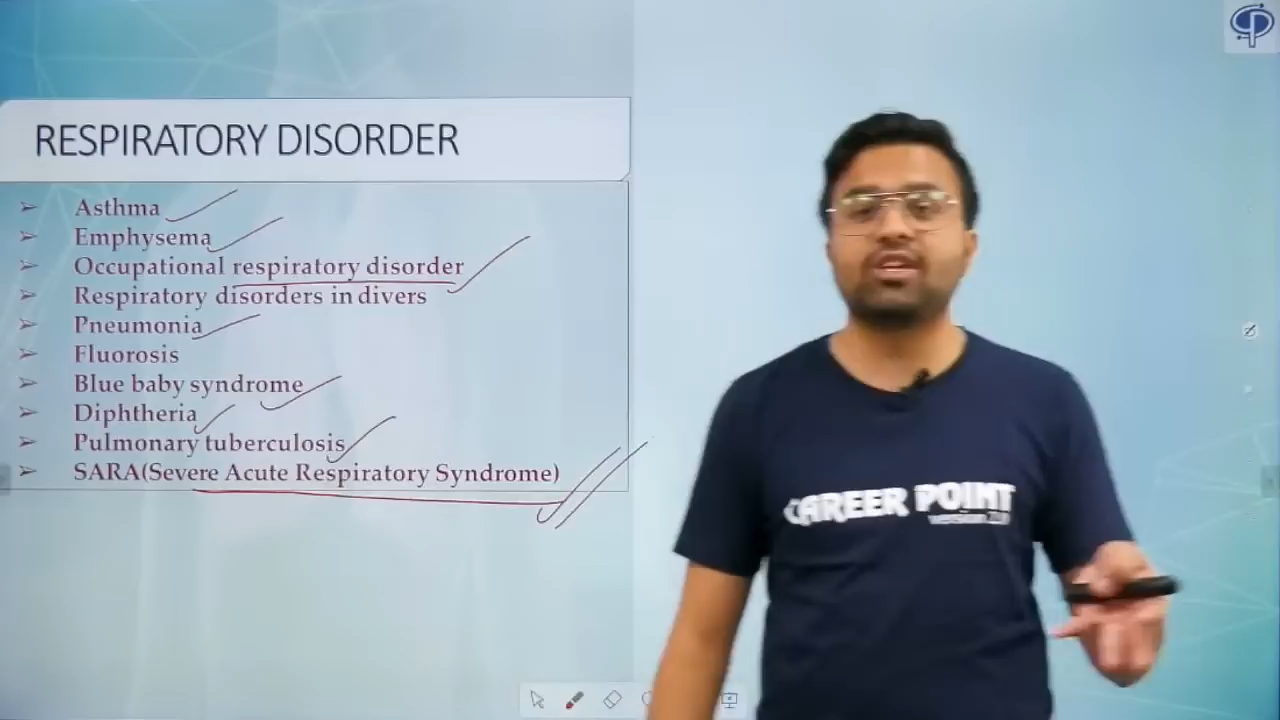 RESPIRATORY DISORDER
➢ Asthma
➢ Emphysema
➢ Occupational respiratory disorder
➢ Respiratory disorders in divers
➢ Pneumonia
➢ Fluorosis
➢ Blue baby syndrome
➢ Diphtheria
➢ Pulmonary tuberculosis
➢ SARA(Severe Acute Respiratory Syndrome)
CAREER POINT